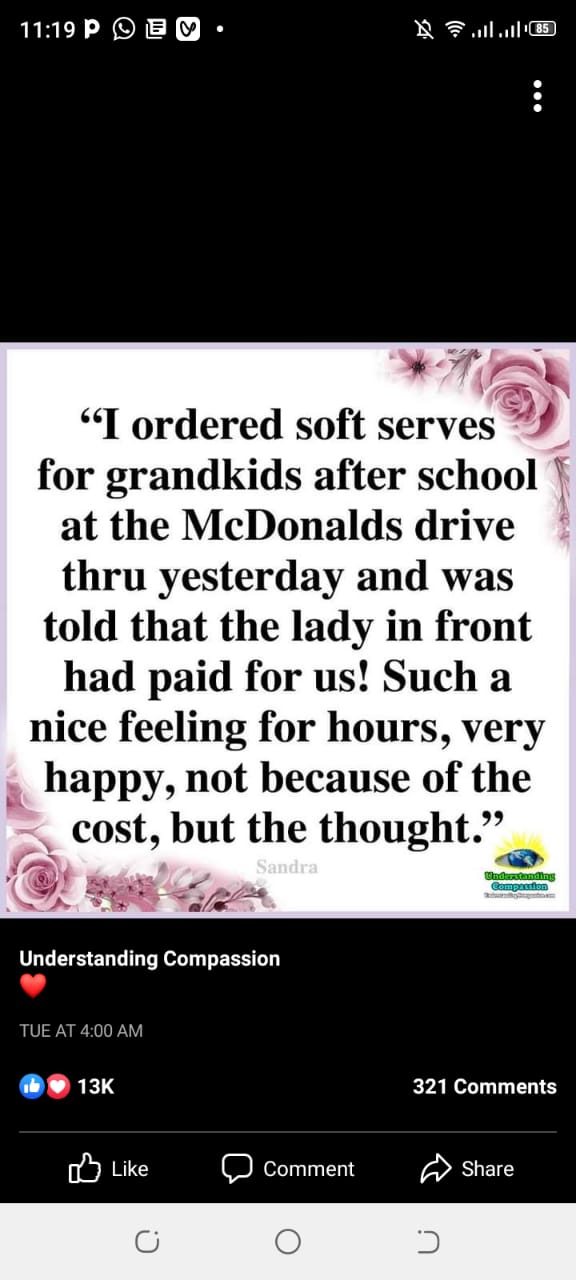 11:19
85
“I ordered soft serves
for grandkids after school
at the McDonalds drive
thru yesterday and was
told that the lady in front
had paid for us! Such a
nice feeling for hours, very
happy, not because of the
cost, but the thought.”
Sandra
Understanding
Compassion
Understanding Compassion
TUE AT 4:00 AM
13K
321 Comments
Like
Comment
Share